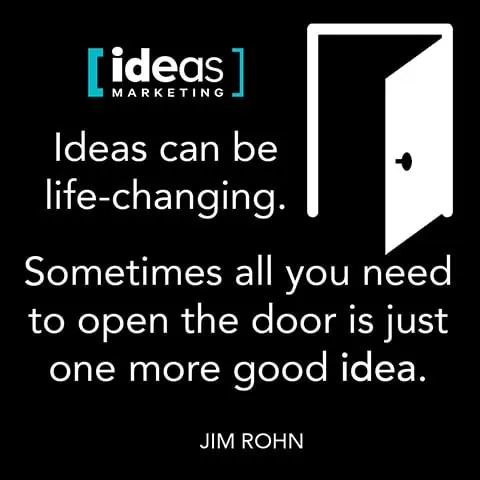 [ideas]
MARKETING
Ideas can be
life-changing.
Sometimes all you need
to open the door is just
one more good idea.
JIM ROHN